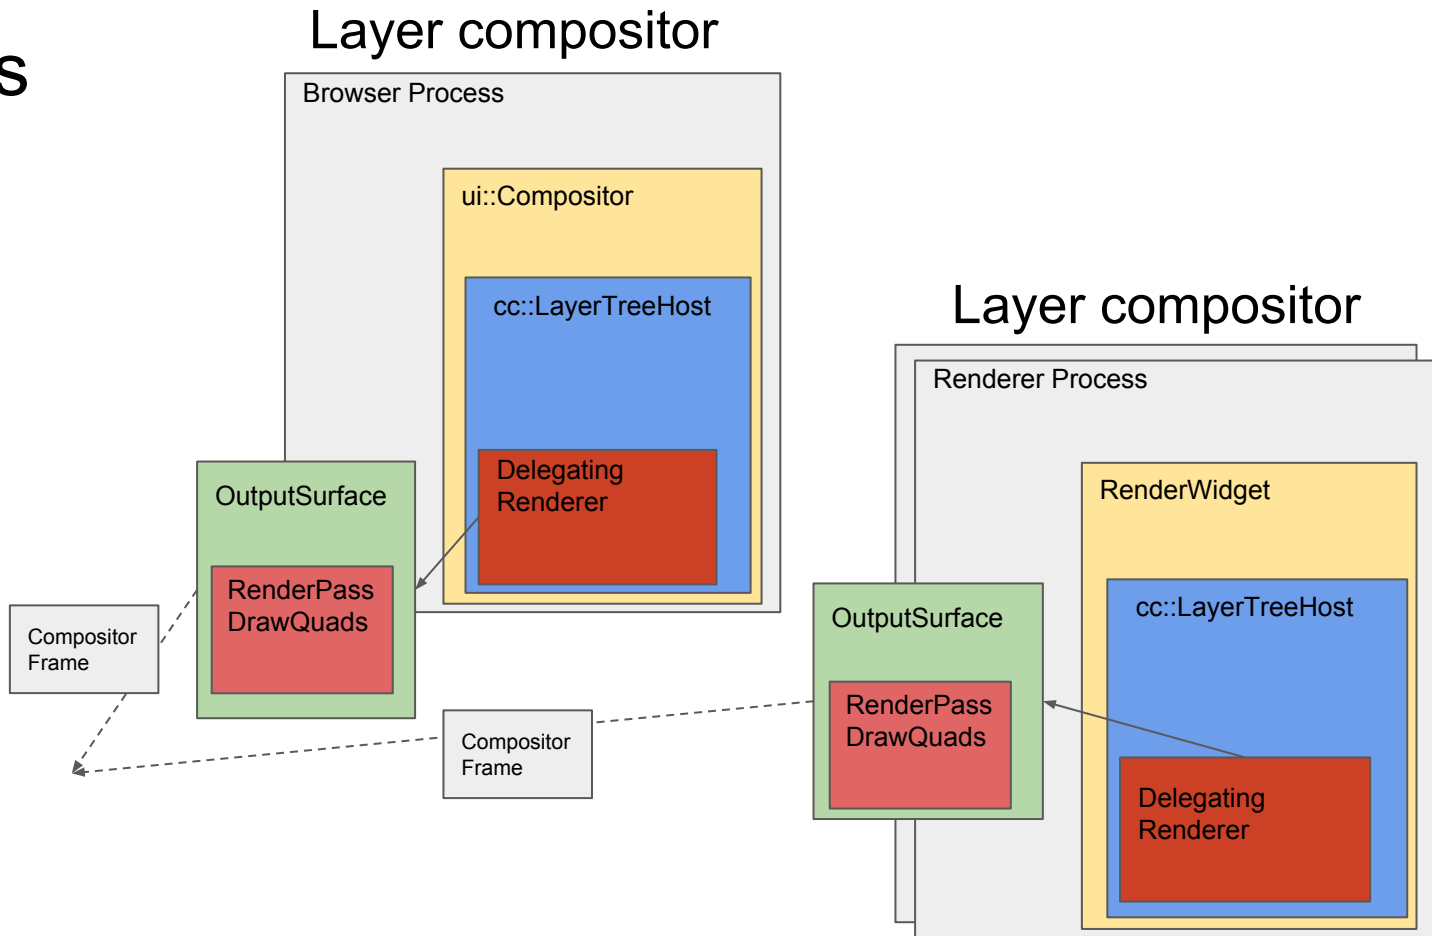 s
Layer compositor
Browser Process
ui::Compositor
cc::LayerTreeHost
Delegating
Renderer
OutputSurface
RenderPass
DrawQuads
Compositor
Frame
Layer compositor
Renderer Process
RenderWidget
cc::LayerTreeHost
Delegating
Renderer
OutputSurface
RenderPass
DrawQuads
Compositor
Frame